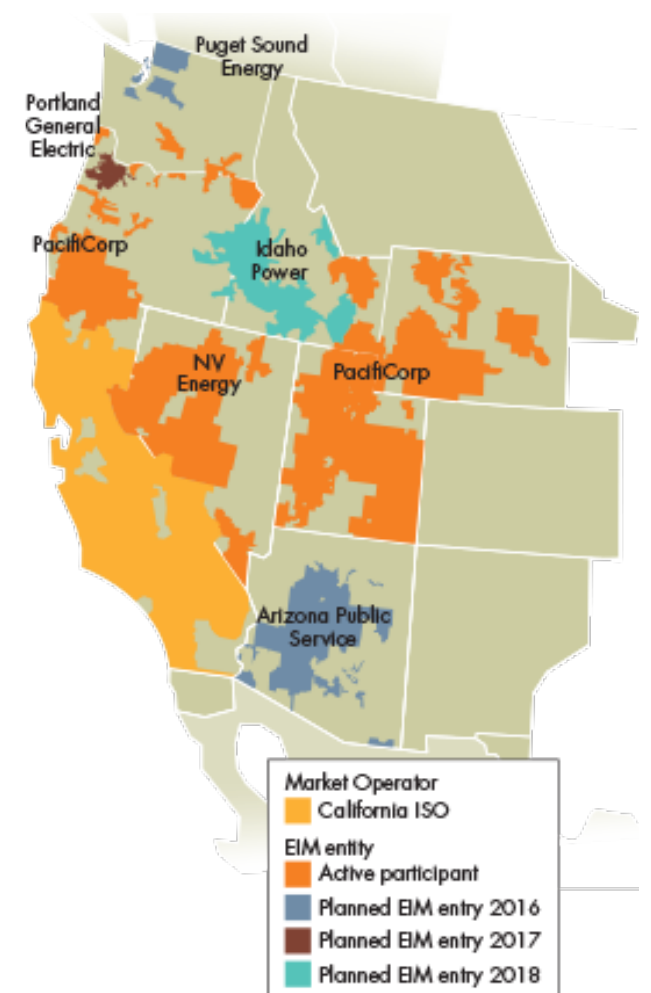 Puget Sound
Energy
Portland
General
Electric
PacifiCorp
Idaho
Power
NV
Energy
PacifiCorp
Arizona Public
Service
Market Operator
California ISO
EIM entity
Active participant
Planned EIM entry 2016
Planned EIM entry 2017
Planned EIM entry 2018